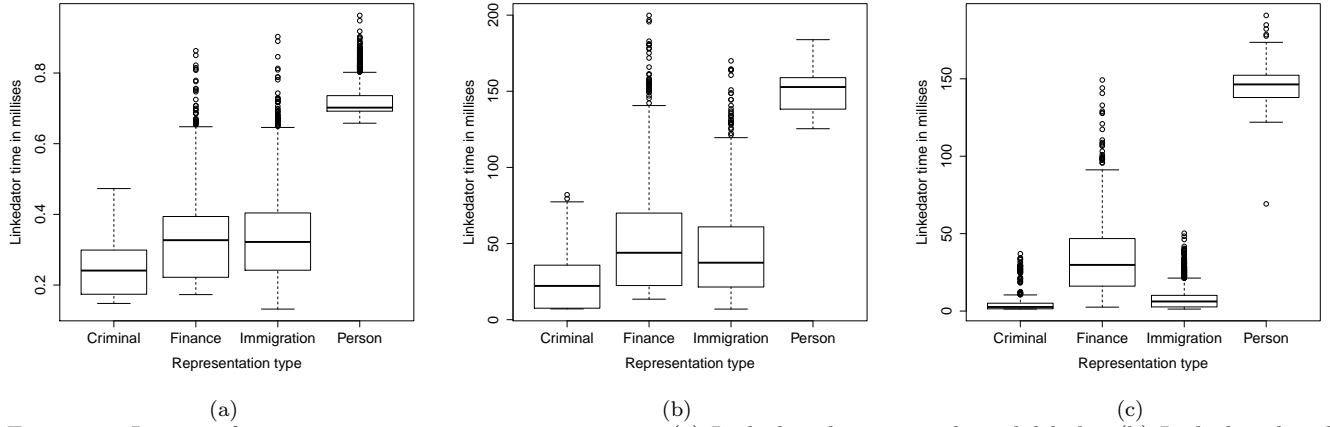 Linkedator time in millises
0.2
0.4
0.6
0.8
Criminal
Finance
Immigration
Person
Representation type
(a)
Linkedator time in millises
0
50
100
150
200
Criminal
Finance
Immigration
Person
Representation type
(b)
Linkedator time in millises
0
50
100
150
Criminal
Finance
Immigration
Person
Representation type
(c)